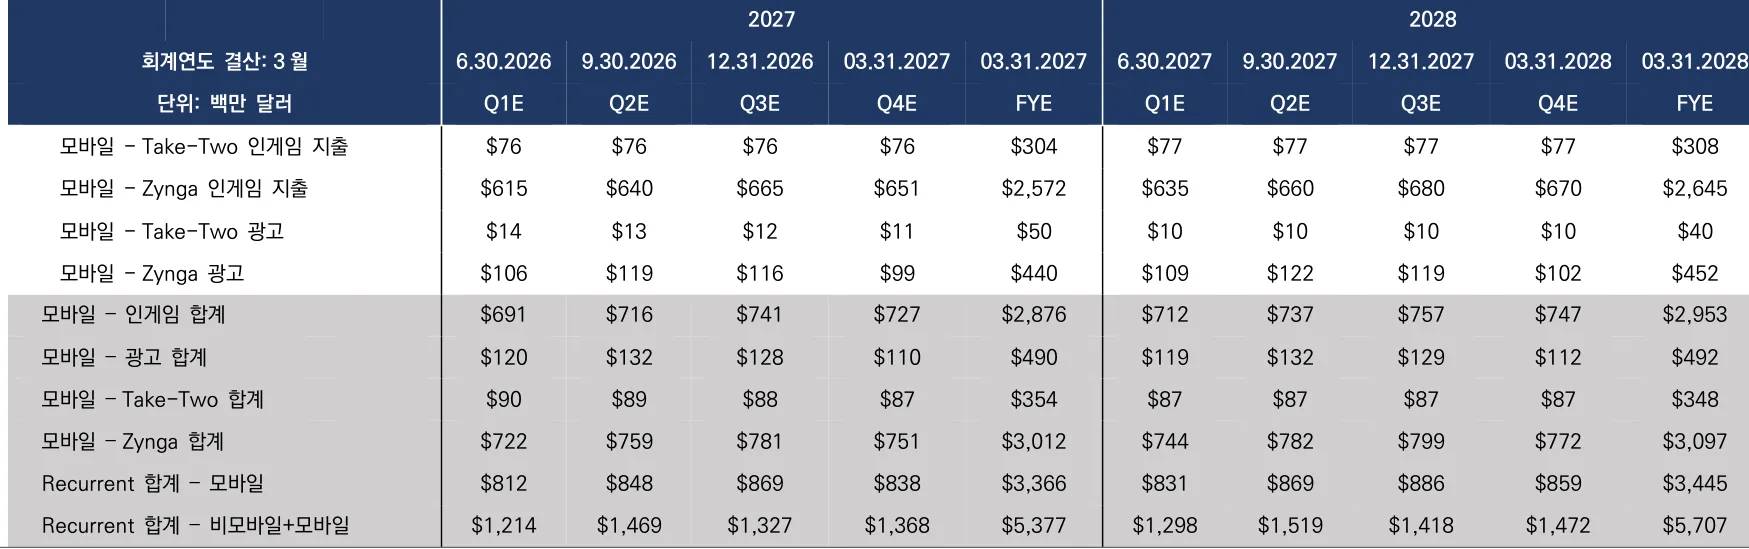 2027 2028
회계연도 결산: 3월 6.30.2026 9.30.2026 12.31.2026 03.31.2027 03.31.2027 6.30.2027 9.30.2027 12.31.2027 03.31.2028 03.31.2028
단위: 백만 달러 Q1E Q2E Q3E Q4E FYE Q1E Q2E Q3E Q4E FYE
모바일 - Take-Two 인게임 지출 $76 $76 $76 $76 $304 $77 $77 $77 $77 $308
모바일 - Zynga 인게임 지출 $615 $640 $665 $651 $2,572 $635 $660 $680 $670 $2,645
모바일 - Take-Two 광고 $14 $13 $12 $11 $50 $10 $10 $10 $10 $40
모바일 - Zynga 광고 $106 $119 $116 $99 $440 $109 $122 $119 $102 $452
모바일 - 인게임 합계 $691 $716 $741 $727 $2,876 $712 $737 $757 $747 $2,953
모바일 - 광고 합계 $120 $132 $128 $110 $490 $119 $132 $129 $112 $492
모바일 - Take-Two 합계 $90 $89 $88 $87 $354 $87 $87 $87 $87 $348
모바일 - Zynga 합계 $722 $759 $781 $751 $3,012 $744 $782 $799 $772 $3,097
Recurrent 합계 - 모바일 $812 $848 $869 $838 $3,366 $831 $869 $886 $859 $3,445
Recurrent 합계 - 비모바일+모바일 $1,214 $1,469 $1,327 $1,368 $5,377 $1,298 $1,519 $1,418 $1,472 $5,707